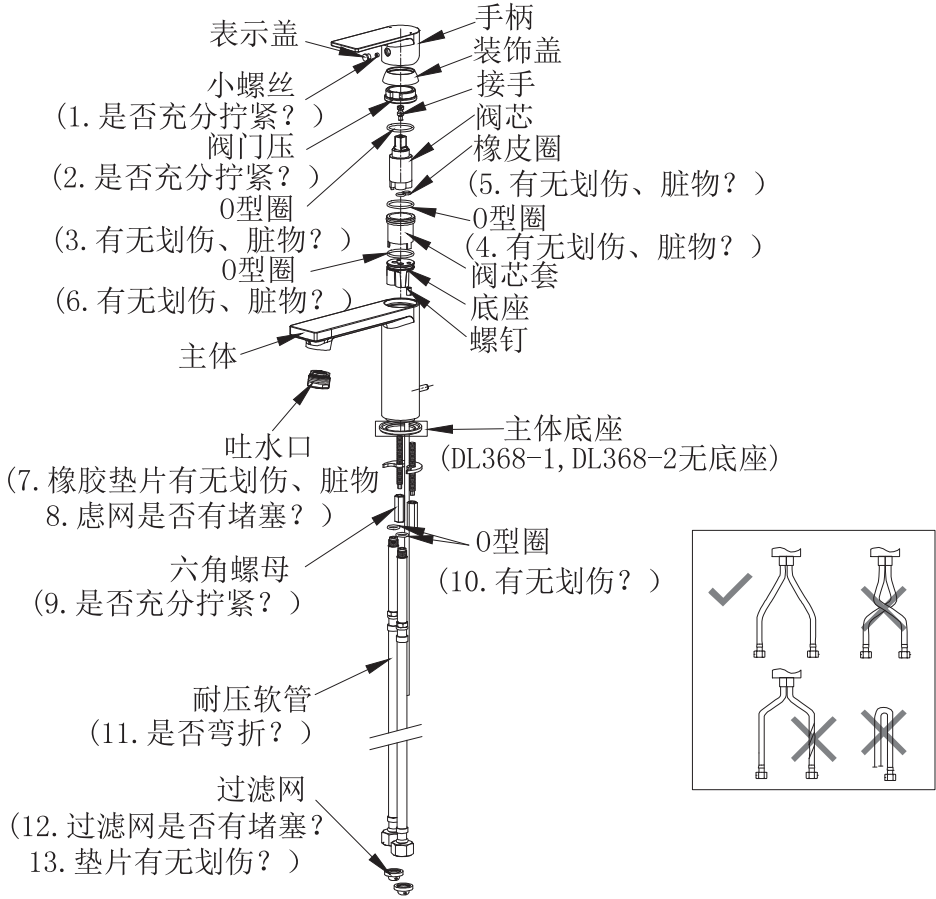 表示盖
手柄
装饰盖
小螺丝
(1.是否充分拧紧？)
接手
阀芯
阀门压
(2.是否充分拧紧？)
橡皮圈
(5.有无划伤、脏物？)
O型圈
(3.有无划伤、脏物？)
O型圈
(4.有无划伤、脏物？)
O型圈
(6.有无划伤、脏物？)
阀芯套
底座
螺钉
主体
吐水口
(7.橡胶垫片有无划伤、脏物
8.虑网是否有堵塞？)
主体底座
(DL368-1,DL368-2无底座)
六角螺母
(9.是否充分拧紧？)
O型圈
(10.有无划伤？)
耐压软管
(11.是否弯折？)
过滤网
(12.过滤网是否有堵塞？
13.垫片有无划伤？)